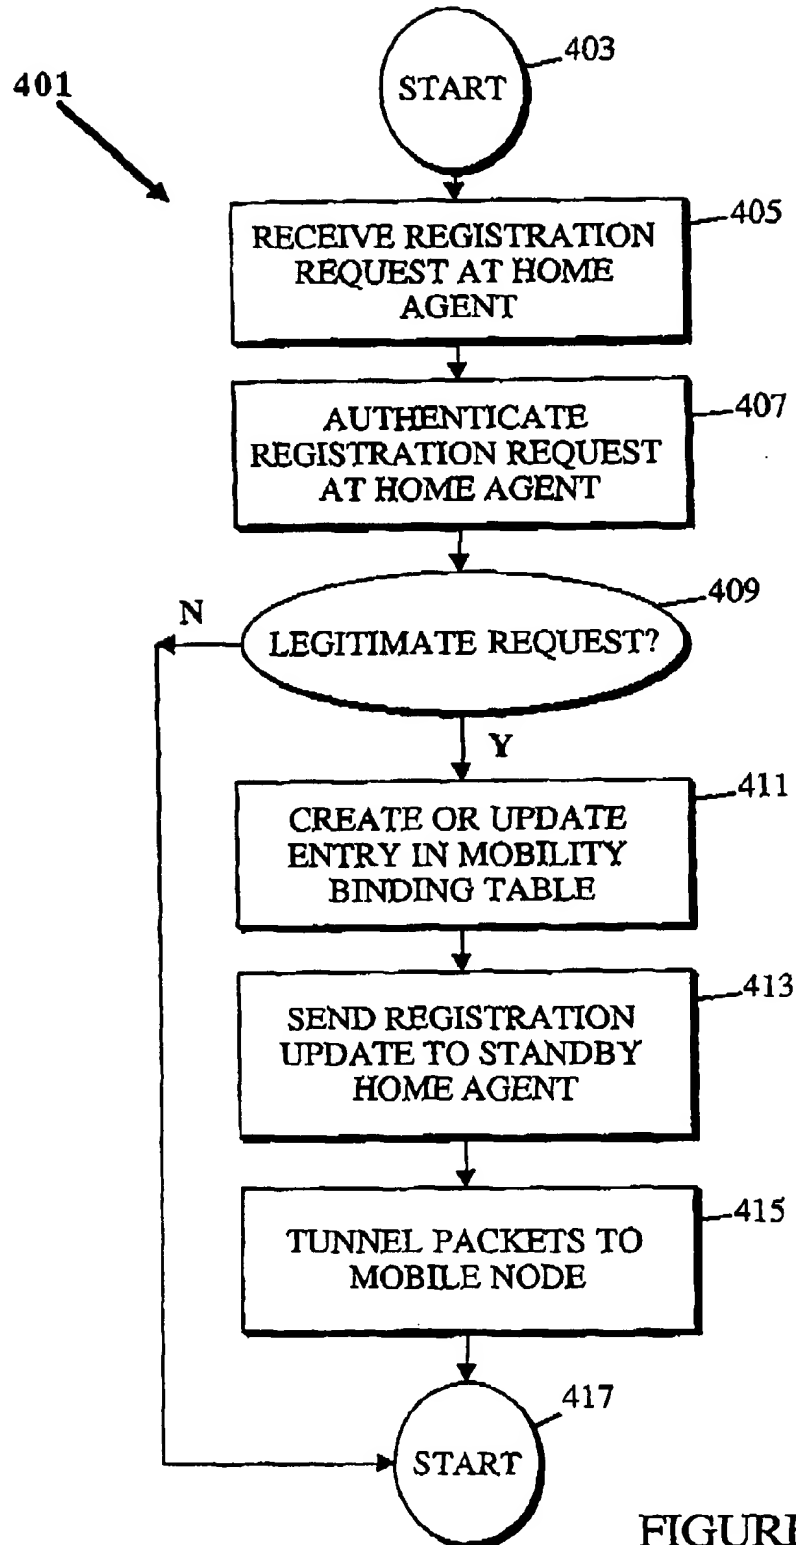 403
START
401
405
RECEIVE REGISTRATION
REQUEST AT HOME
AGENT
407
AUTHENTICATE
REGISTRATION REQUEST
AT HOME AGENT
409
N
LEGITIMATE REQUEST?
Y
411
CREATE OR UPDATE
ENTRY IN MOBILITY
BINDING TABLE
413
SEND REGISTRATION
UPDATE TO STANDBY
HOME AGENT
415
TUNNEL PACKETS TO
MOBILE NODE
417
START
FIGURE